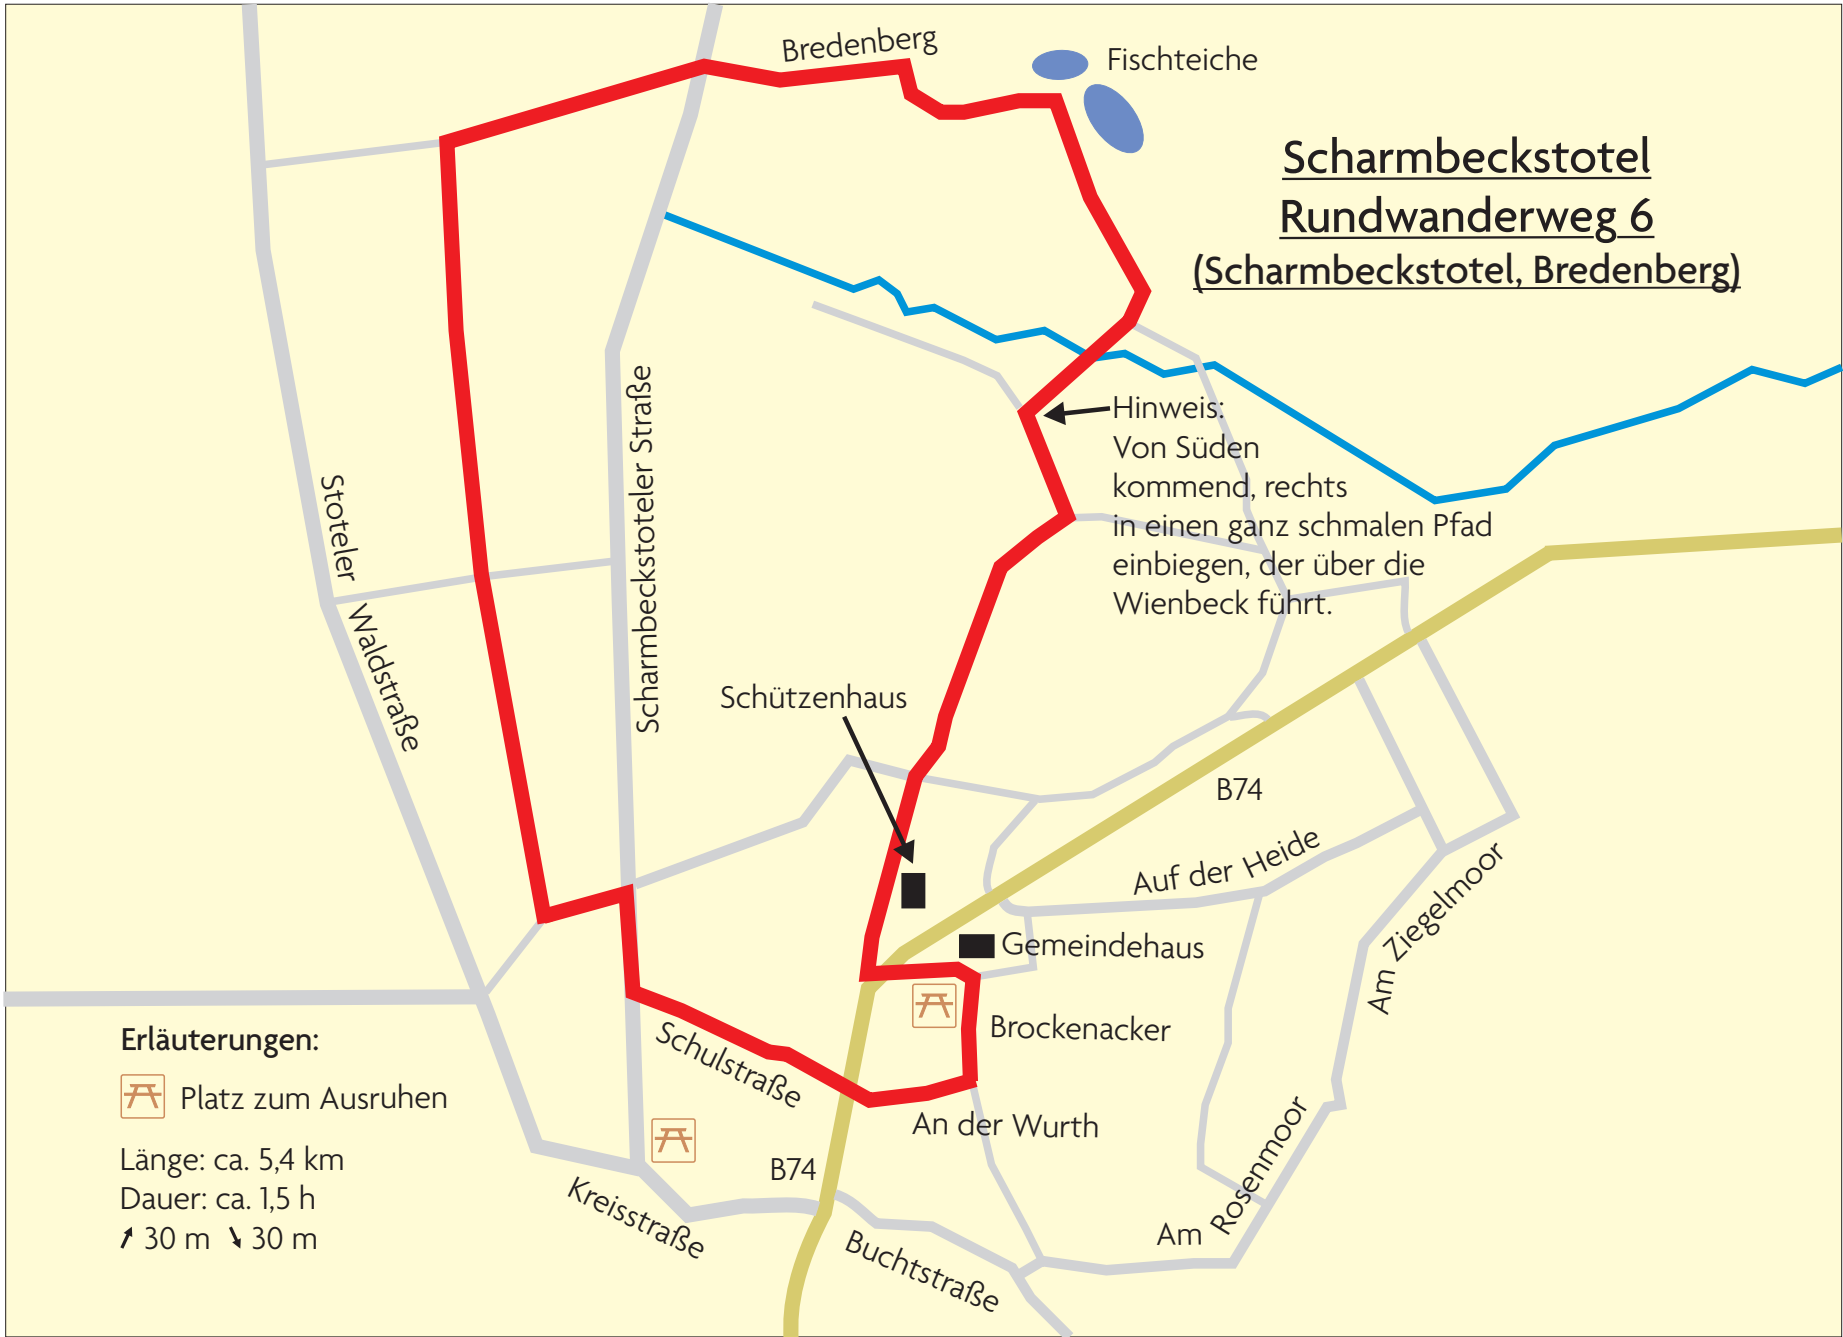 Bredenberg
Fischteiche
Scharmbeckstotel
Rundwanderweg 6
(Scharmbeckstotel, Bredenberg)
Hinweis:
Von Süden
kommend, rechts
in einen ganz schmalen Pfad
einbiegen, der über die
Wienbeck führt.
Stoteler
Waldstraße
Scharmbeckstoteler Straße
Schützenhaus
B74
Auf der Heide
Am Ziegelmoor
Gemeindehaus
Brockenacker
Schulstraße
An der Wurth
Am Rosenmoor
B74
Kreisstraße
Buchtstraße
Erläuterungen:
Platz zum Ausruhen
Länge: ca. 5,4 km
Dauer: ca. 1,5 h
30 m 30 m